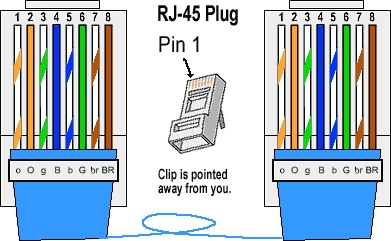 RJ-45 Plug
Pin 1
1 2 3 4 5 6 7 8
o O g B b G br BR
Clip is pointed
away from you.
1 2 3 4 5 6 7 8
o O g B b G br BR